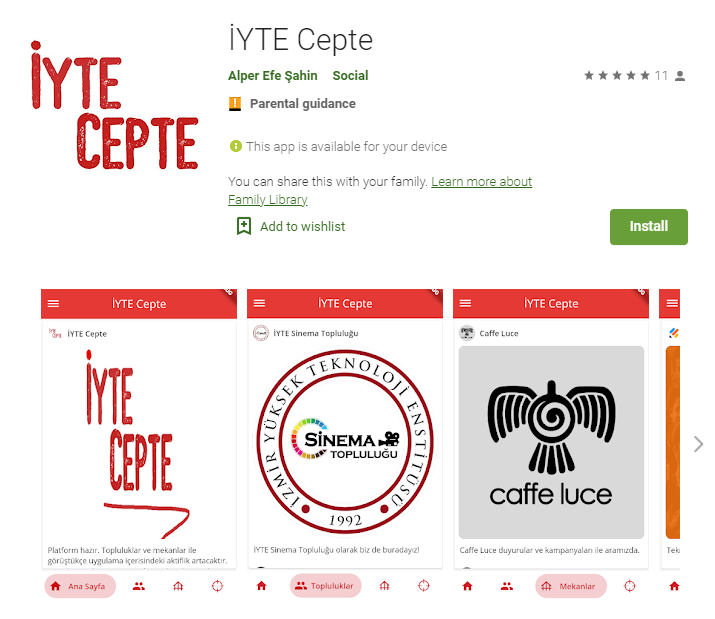 İYTE
CEPTE
İYTE Cepte
Alper Efe Şahin Social
11
Parental guidance
This app is available for your device
You can share this with your family. Learn more about
Family Library
Add to wishlist
Install
İYTE Cepte
İYTE Cepte
İYTE
CEPTE
Platform hazır. Topluluklar ve mekanlar ile
görüştükçe uygulama içerisindeki aktiflik artacaktır.
Ana Sayfa
İYTE Cepte
İYTE Sinema Topluluğu
İZMİR YÜKSEK TEKNOLOJİ ENSTİTÜSÜ
SİNEMA
TOPLULUĞU
1992
İYTE Sinema Topluluğu olarak biz de buradayız!
Topluluklar
İYTE Cepte
Caffe Luce
caffe luce
Caffe Luce duyurular ve kampanyaları ile aramızda.
Mekanlar